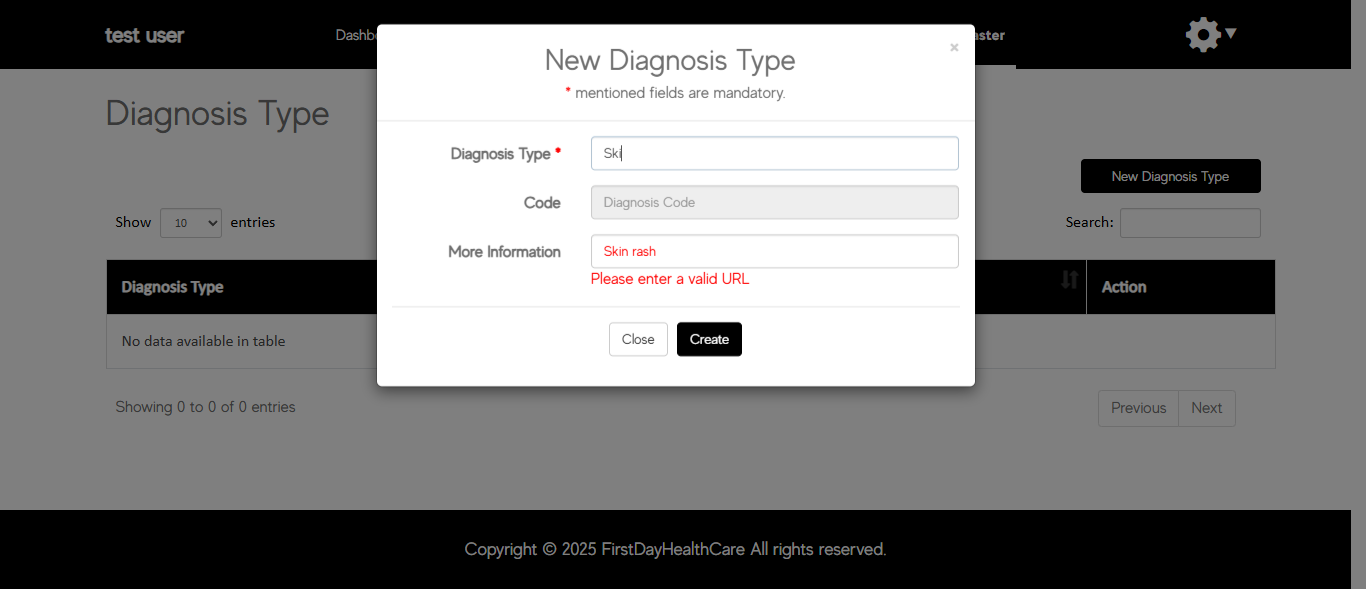 test user
New Diagnosis Type
×
* mentioned fields are mandatory.
Diagnosis Type
Diagnosis Type * Ski
New Diagnosis Type
Code Diagnosis Code
Show 10 entries
Search:
More Information Skin rash
Please enter a valid URL
Diagnosis Type
Action
Close Create
No data available in table
Showing 0 to 0 of 0 entries
Previous Next
Copyright © 2025 FirstDayHealthCare All rights reserved.